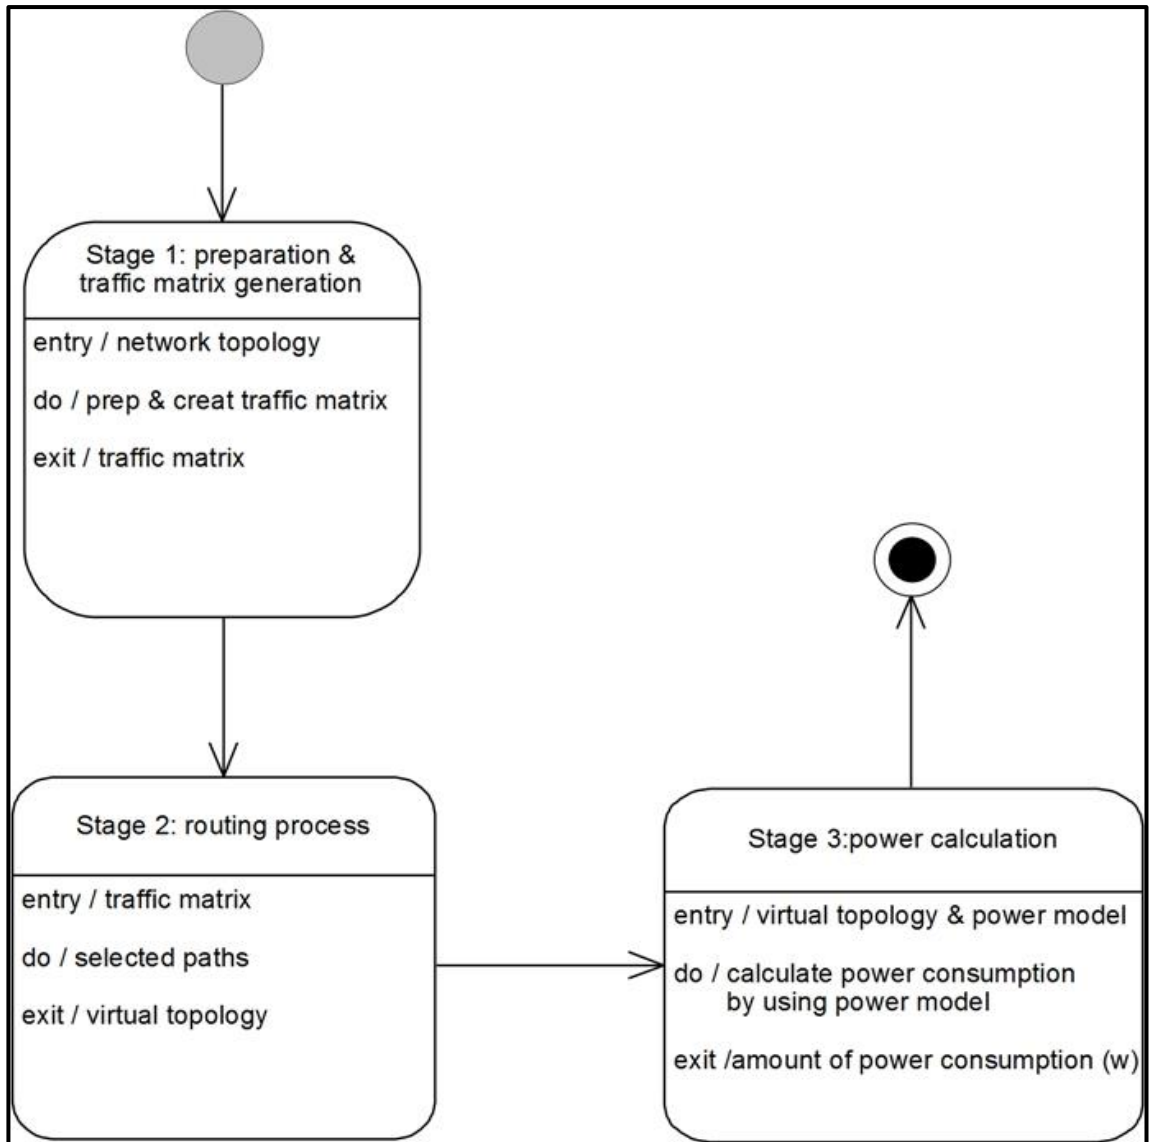 Stage 1: preparation &
traffic matrix generation
entry / network topology
do / prep & creat traffic matrix
exit / traffic matrix
Stage 2: routing process
entry / traffic matrix
do / selected paths
exit / virtual topology
Stage 3:power calculation
entry / virtual topology & power model
do / calculate power consumption
by using power model
exit /amount of power consumption (w)